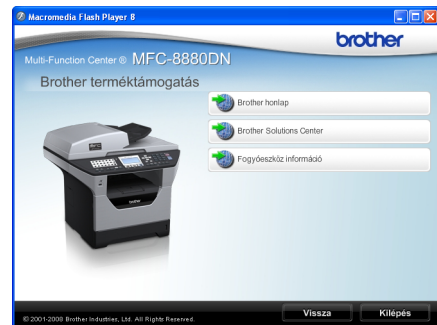 Macromedia Flash Player 8
brother
Multi-Function Center ® MFC-8880DN
Brother terméktámogatás
Brother honlap
Brother Solutions Center
Fogyóeszköz információ
© 2001-2008 Brother Industries, Ltd. All Rights Reserved.
Vissza
Kilépés